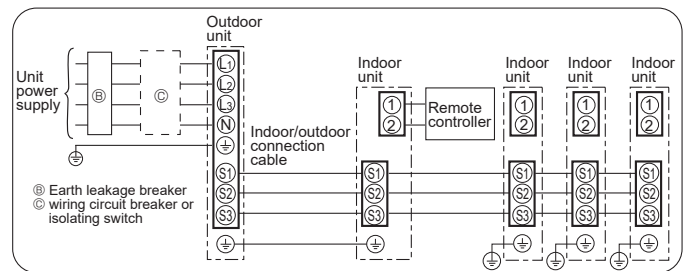 Outdoor
unit
Unit
power
supply
Ⓑ
Ⓒ
L1
L2
L3
N
S1
S2
S3
Indoor/outdoor
connection
cable
Indoor
unit
1
2
Remote
controller
S1
S2
S3
Indoor
unit
1
2
S1
S2
S3
Indoor
unit
1
2
S1
S2
S3
Indoor
unit
1
2
S1
S2
S3
Ⓑ Earth leakage breaker
Ⓒ wiring circuit breaker or
isolating switch